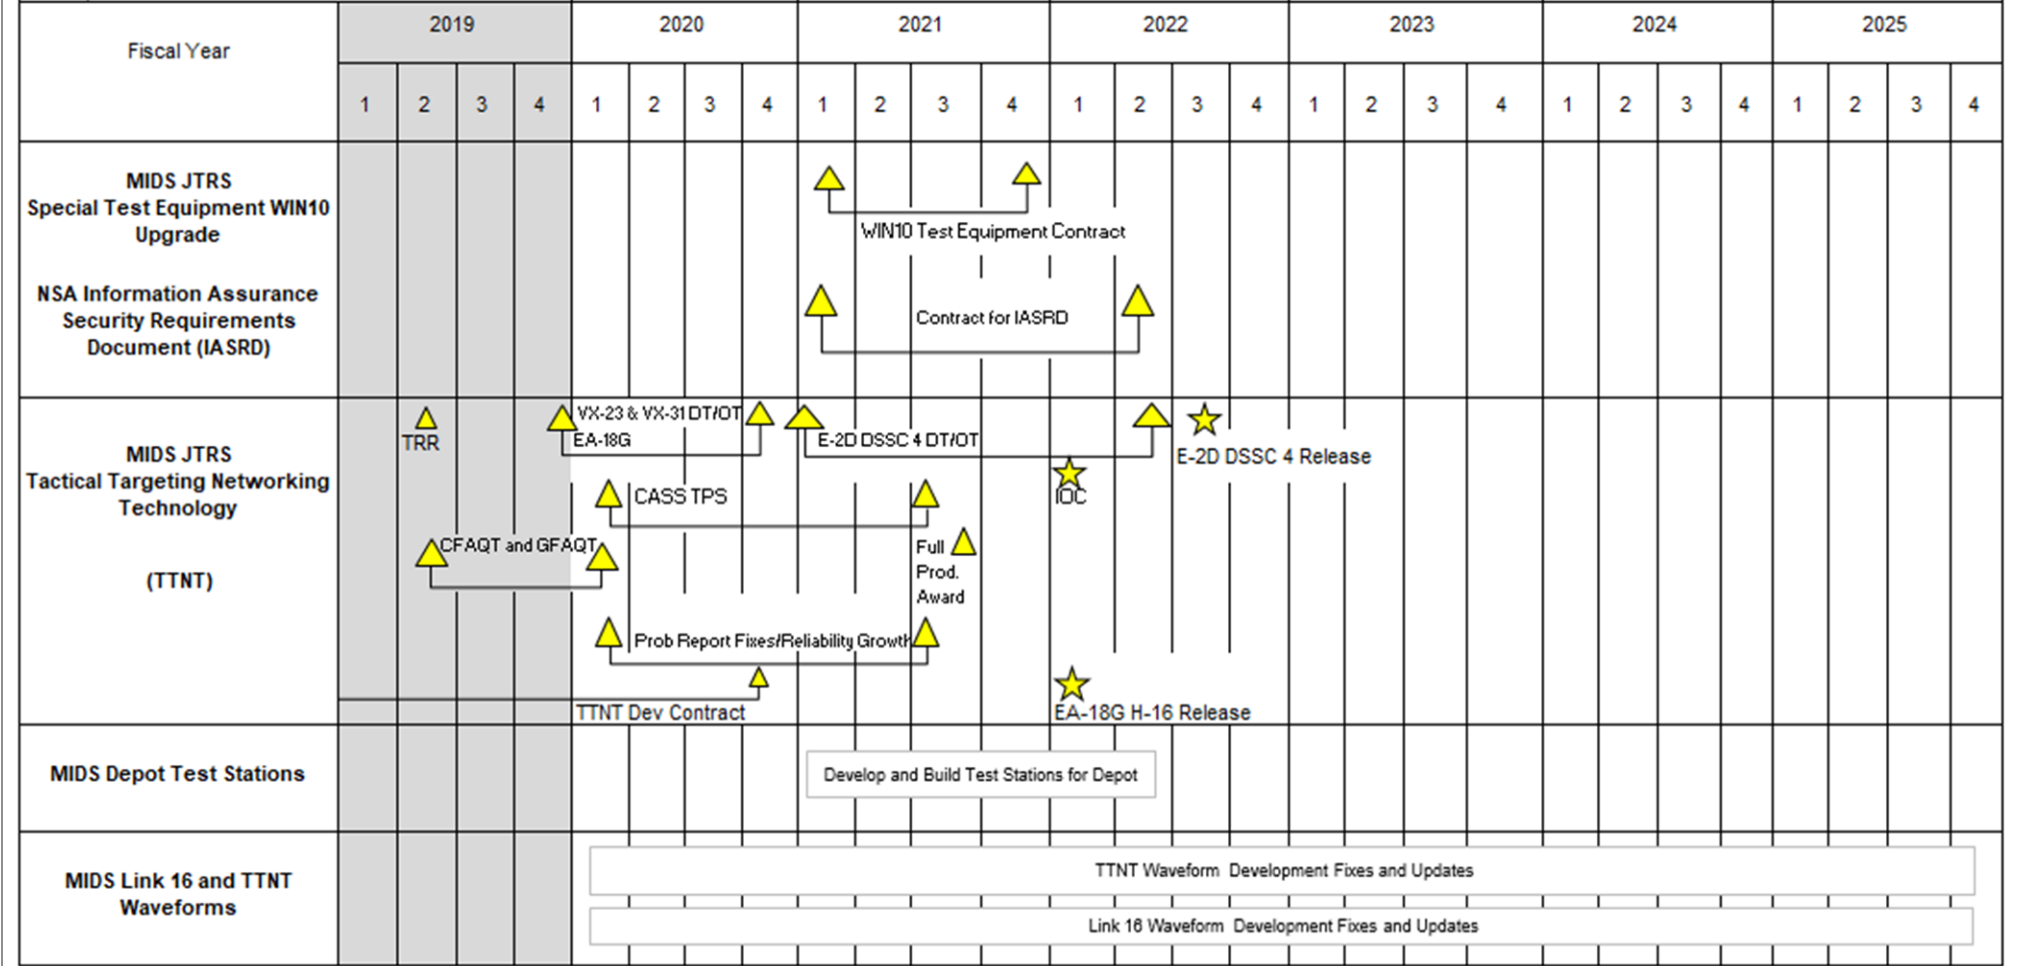 Fiscal Year
2019 2020 2021 2022 2023 2024 2025
1 2 3 4 1 2 3 4 1 2 3 4 1 2 3 4 1 2 3 4 1 2 3 4 1 2 3 4
MIDS JTRS
Special Test Equipment WIN10
Upgrade
WIN10 Test Equipment Contract
NSA Information Assurance
Security Requirements
Document (IASRD)
Contract for IASRD
MIDS JTRS
Tactical Targeting Networking
Technology
(TTNT)
TRR
VX-23 & VX-31 DT/OT
EA-18G
E-2D DSSC 4 DT/OT
E-2D DSSC 4 Release
IOC
CASS TPS
CFAQT and GFAQT
Full
Prod.
Award
Prob Report Fixes/Reliability Growth
TTNT Dev Contract
EA-18G H-16 Release
MIDS Depot Test Stations
Develop and Build Test Stations for Depot
MIDS Link 16 and TTNT
Waveforms
TTNT Waveform Development Fixes and Updates
Link 16 Waveform Development Fixes and Updates